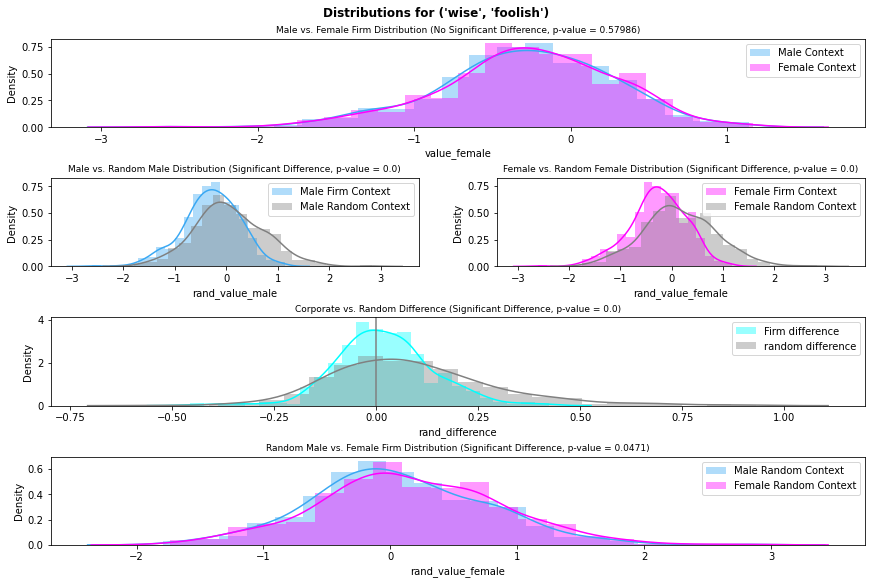 Distributions for ('wise', 'foolish')
Male vs. Female Firm Distribution (No Significant Difference, p-value = 0.57986)
0.75
0.50
0.25
0.00
Density
Male Context
Female Context
−3 −2 −1 0 1
value_female
Male vs. Random Male Distribution (Significant Difference, p-value = 0.0)
0.75
0.50
0.25
0.00
Density
Male Firm Context
Male Random Context
−3 −2 −1 0 1 2 3
rand_value_male
Female vs. Random Female Distribution (Significant Difference, p-value = 0.0)
0.75
0.50
0.25
0.00
Density
Female Firm Context
Female Random Context
−3 −2 −1 0 1 2 3
rand_value_female
Corporate vs. Random Difference (Significant Difference, p-value = 0.0)
4
2
0
Density
Firm difference
random difference
−0.75 −0.50 −0.25 0.00 0.25 0.50 0.75 1.00
rand_difference
Random Male vs. Female Firm Distribution (Significant Difference, p-value = 0.0471)
0.6
0.4
0.2
0.0
Density
Male Random Context
Female Random Context
−2 −1 0 1 2 3
rand_value_female